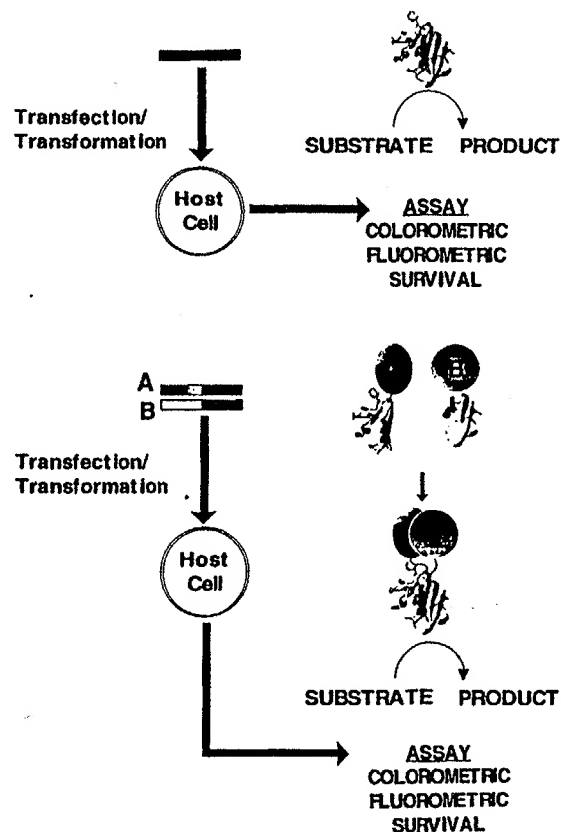 Transfection/
Transformation
Host
Cell
SUBSTRATE PRODUCT
ASSAY
COLOROMETRIC
FLUOROMETRIC
SURVIVAL
A
B
B
Transfection/
Transformation
Host
Cell
SUBSTRATE PRODUCT
ASSAY
COLOROMETRIC
FLUOROMETRIC
SURVIVAL